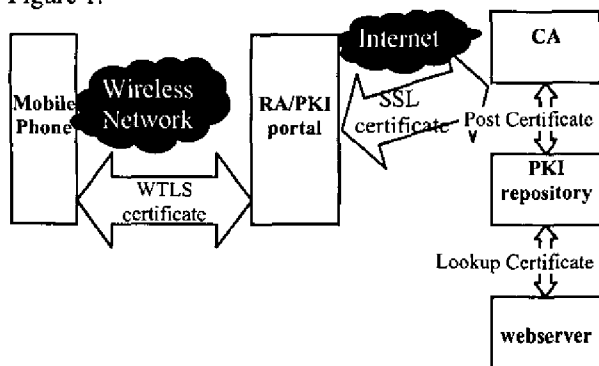 Figure 1.
Internet
CA
Mobile
Phone
Wireless
Network
RA/PKI
portal
SSL
certificate
Post Certificate
WTLS
certificate
PKI
repository
Lookup Certificate
webserver